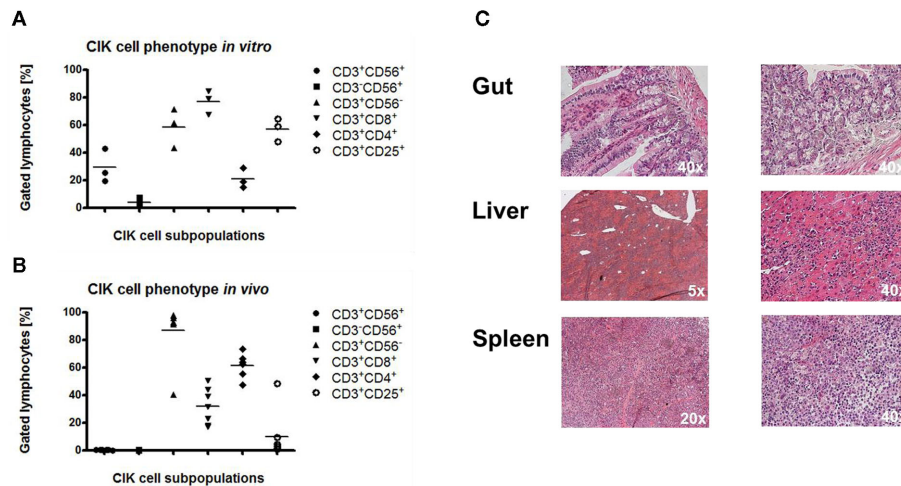 A
CIK cell phenotype in vitro
Gated lymphocytes [%]
100
80
60
40
20
0
CIK cell subpopulations
CD3+CD56+
CD3-CD56+
CD3+CD56-
CD3+CD8+
CD3+CD4+
CD3+CD25+
B
CIK cell phenotype in vivo
Gated lymphocytes [%]
100
80
60
40
20
0
CIK cell subpopulations
CD3+CD56+
CD3-CD56+
CD3+CD56-
CD3+CD8+
CD3+CD4+
CD3+CD25+
C
Gut
40x
40x
Liver
5x
40x
Spleen
20x
40x